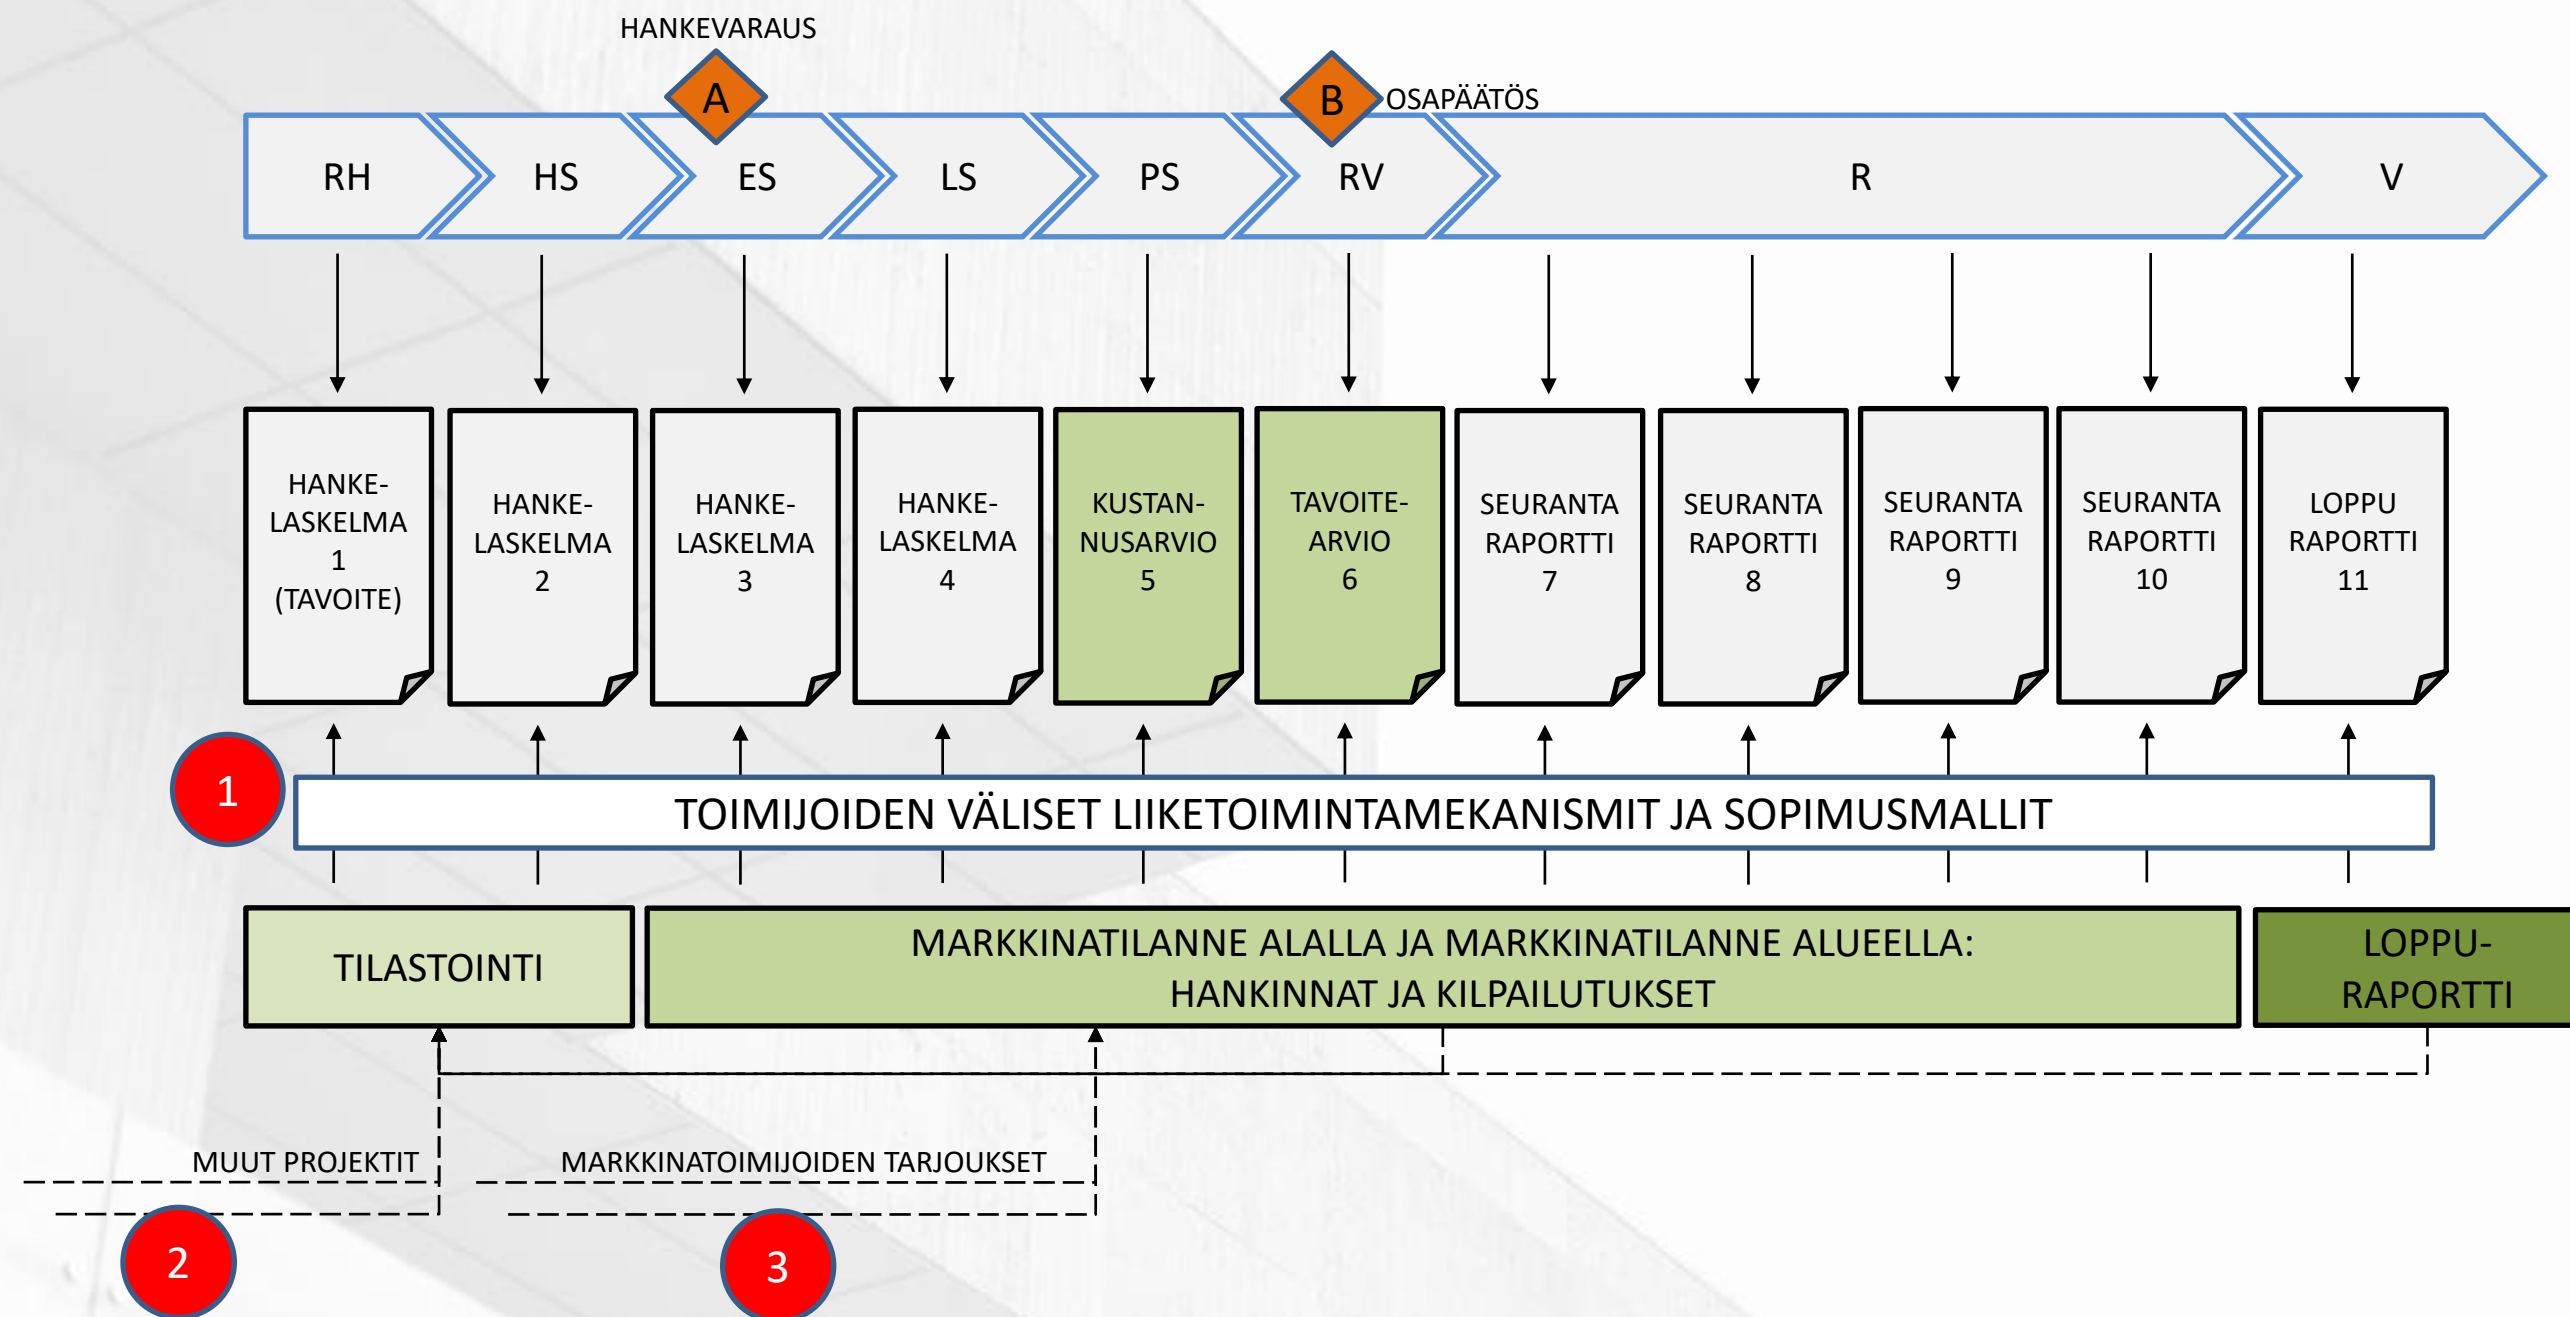 HANKEVARAUS
A
B
OSAPÄÄTÖS
RH
HS
ES
LS
PS
RV
R
V
HANKE-
LASKELMA
1
(TAVOITE)
HANKE-
LASKELMA
2
HANKE-
LASKELMA
3
HANKE-
LASKELMA
4
KUSTAN-
NUSARVIO
5
TAVOITE-
ARVIO
6
SEURANTA
RAPORTTI
7
SEURANTA
RAPORTTI
8
SEURANTA
RAPORTTI
9
SEURANTA
RAPORTTI
10
LOPPU
RAPORTTI
11
1
TOIMIJOIDEN VÄLISET LIIKETOIMINTAMEKANISMIT JA SOPIMUSMALLIT
TILASTOINTI
MARKKINATILANNE ALALLA JA MARKKINATILANNE ALUEELLA:
HANKINNAT JA KILPAILUTUKSET
LOPPU-
RAPORTTI
MUUT PROJEKTIT
MARKKINATOIMIJOIDEN TARJOUKSET
2
3